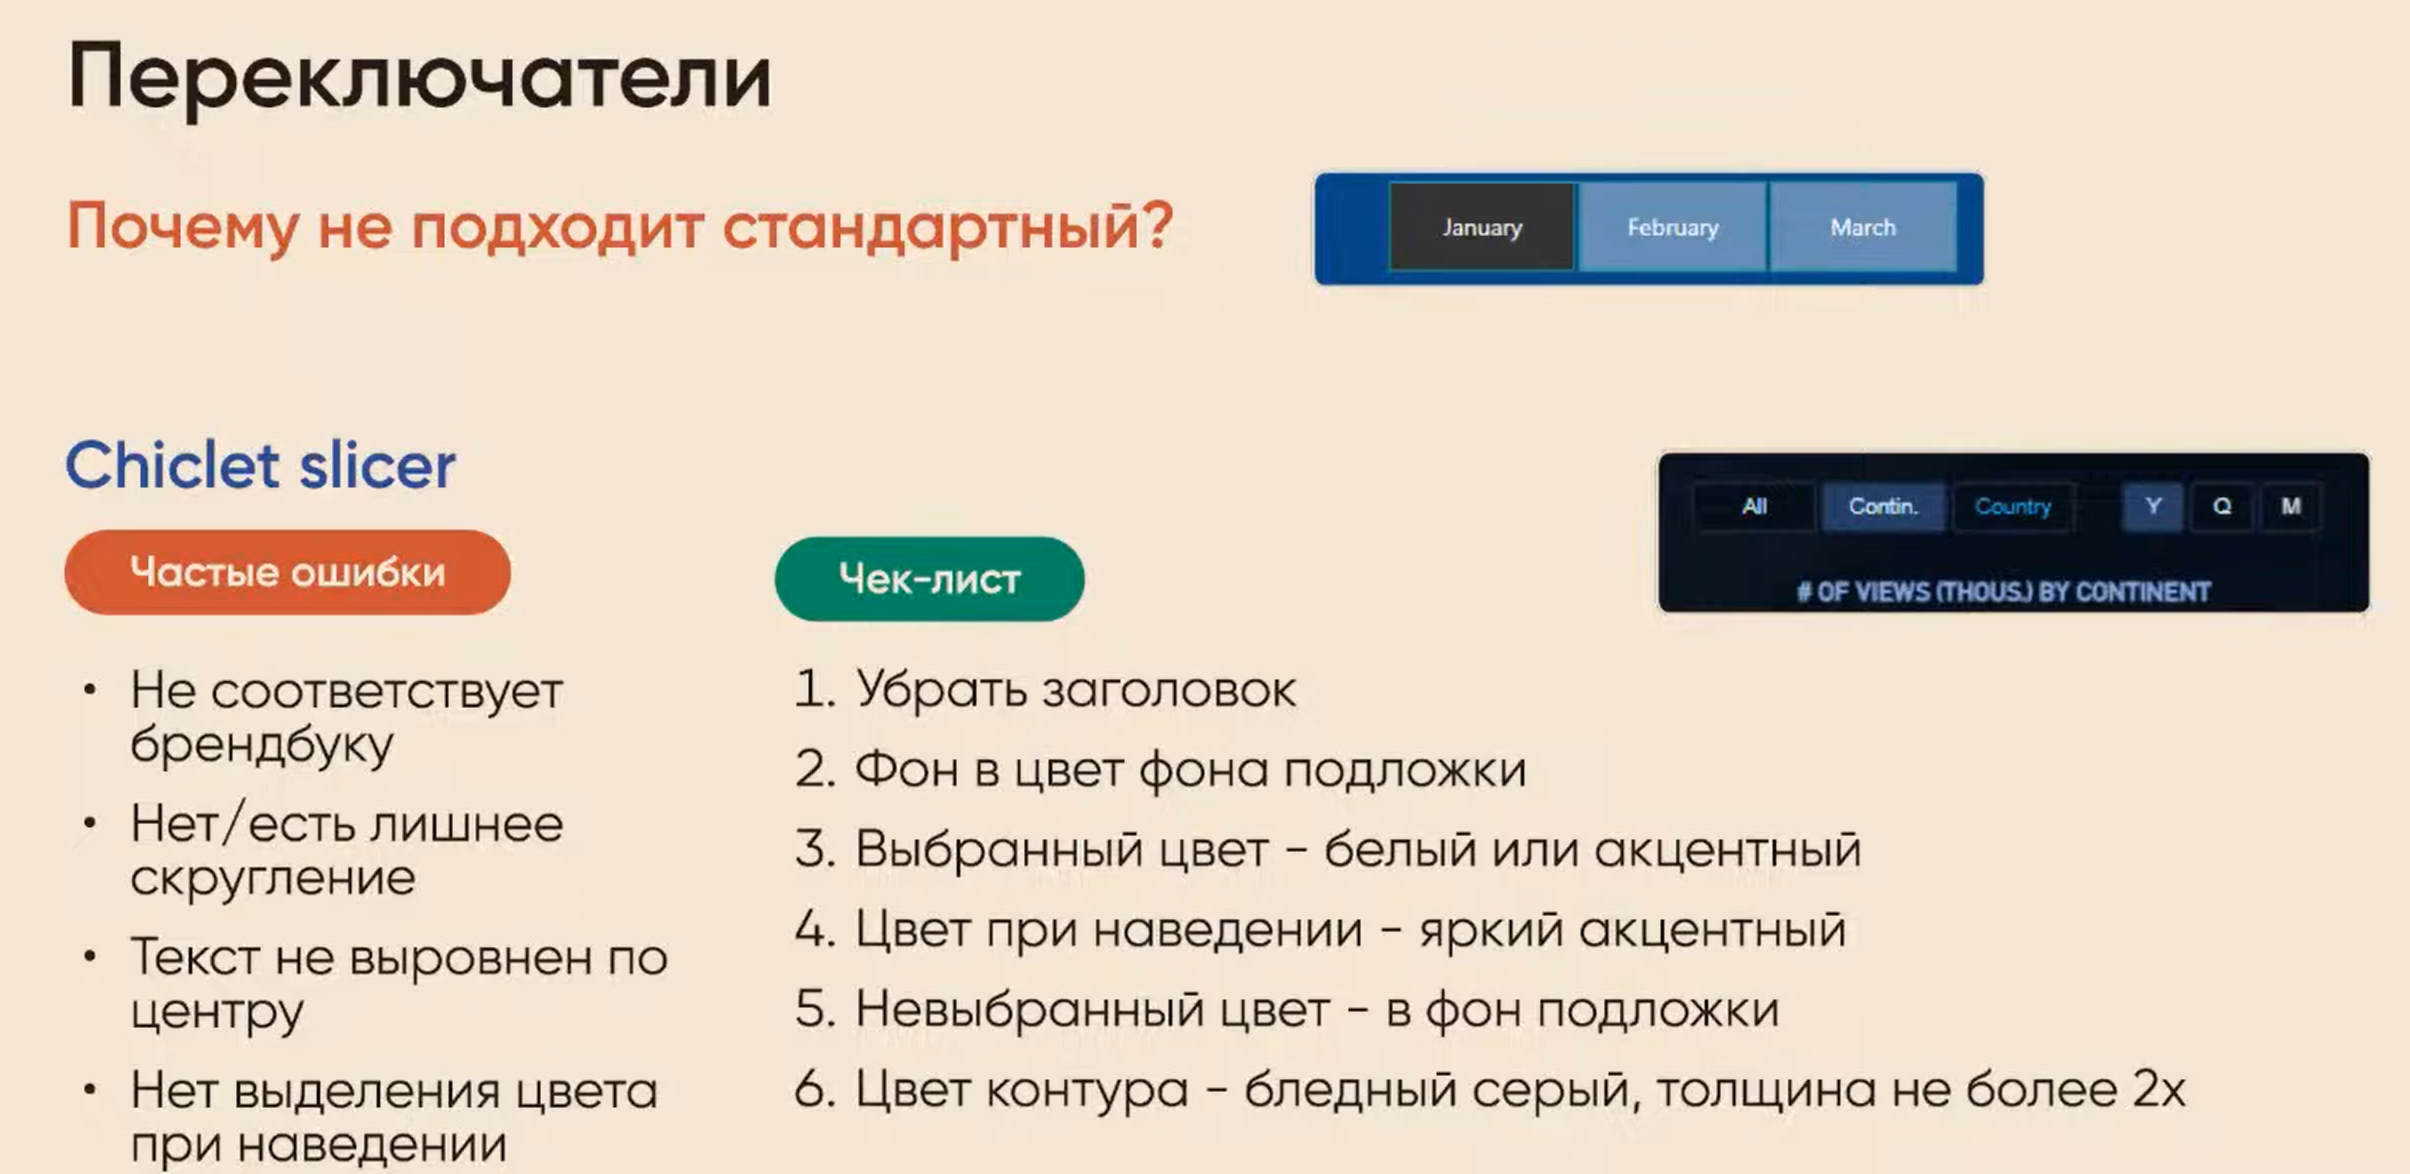 Переключатели
Почему не подходит стандартный?
January February March
Chiclet slicer
All Contin. Country Y Q M
# OF VIEWS (THOUS.) BY CONTINENT
Частые ошибки
• Не соответствует
брендбуку
• Нет/есть лишнее
скругление
• Текст не выровнен по
центру
• Нет выделения цвета
при наведении
Чек-лист
1. Убрать заголовок
2. Фон в цвет фона подложки
3. Выбранный цвет - белый или акцентный
4. Цвет при наведении - яркий акцентный
5. Невыбранный цвет - в фон подложки
6. Цвет контура - бледный серый, толщина не более 2x